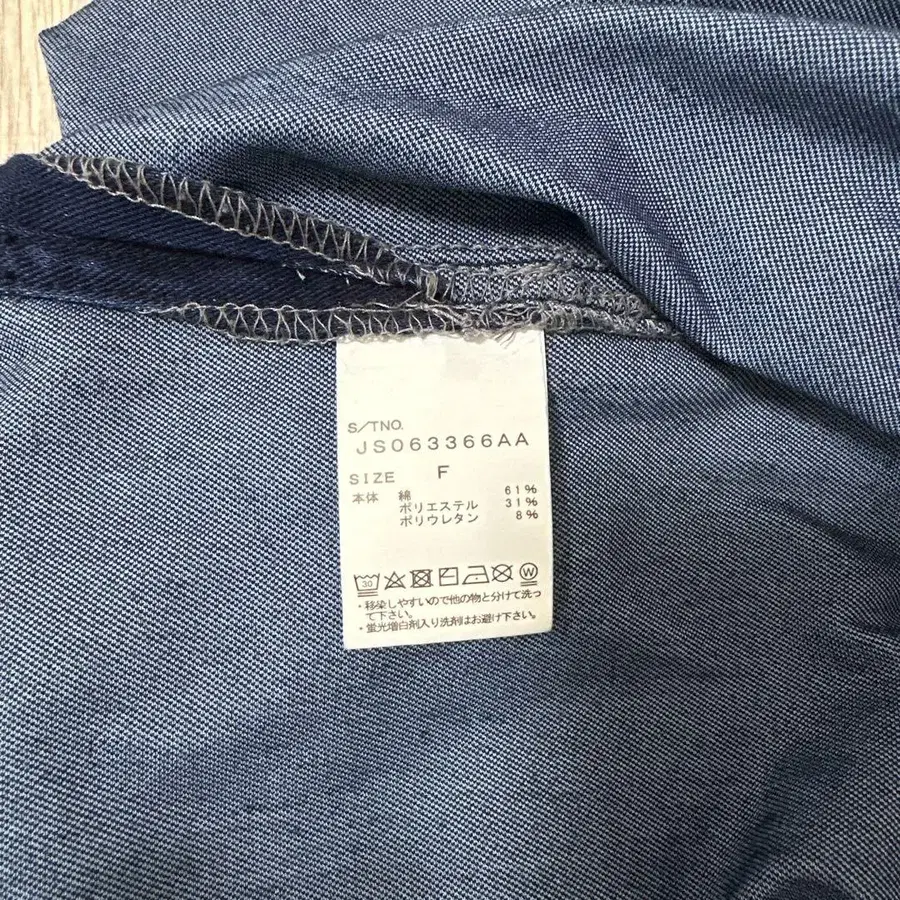 S/TNO.
JS063366AA
SIZE F
本体 綿 61%
ポリエステル 31%
ポリウレタン 8%
30 W
・移染しやすいので他の物と分けて洗っ
て下さい。
・蛍光増白剤入り洗剤はお避け下さい。